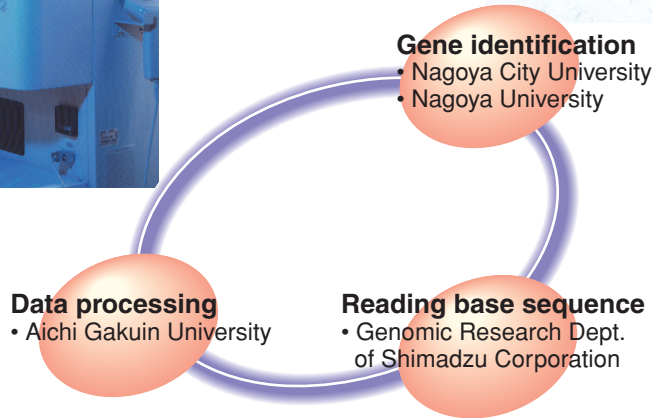 Gene identification
• Nagoya City University
• Nagoya University
Data processing
• Aichi Gakuin University
Reading base sequence
• Genomic Research Dept.
of Shimadzu Corporation